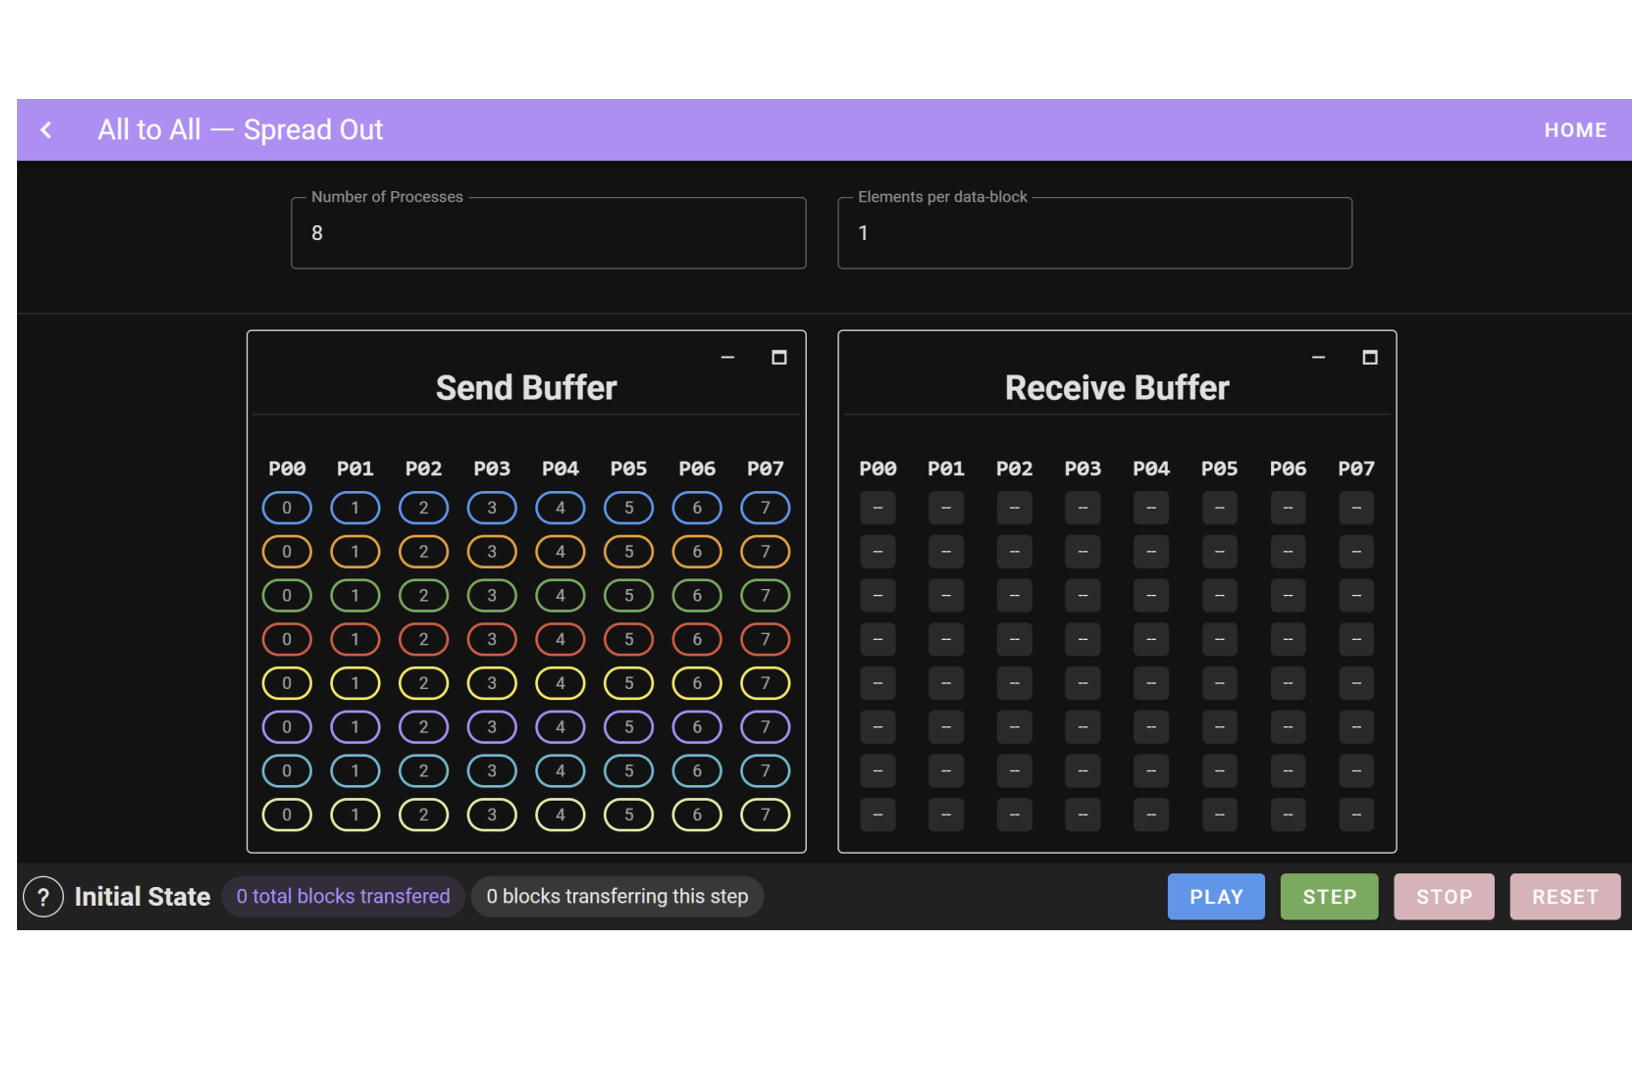 All to All — Spread Out
HOME
Number of Processes
8
Elements per data-block
1
Send Buffer
P00 P01 P02 P03 P04 P05 P06 P07
0 1 2 3 4 5 6 7
0 1 2 3 4 5 6 7
0 1 2 3 4 5 6 7
0 1 2 3 4 5 6 7
0 1 2 3 4 5 6 7
0 1 2 3 4 5 6 7
0 1 2 3 4 5 6 7
0 1 2 3 4 5 6 7
Receive Buffer
P00 P01 P02 P03 P04 P05 P06 P07
-- -- -- -- -- -- -- --
-- -- -- -- -- -- -- --
-- -- -- -- -- -- -- --
-- -- -- -- -- -- -- --
-- -- -- -- -- -- -- --
-- -- -- -- -- -- -- --
-- -- -- -- -- -- -- --
-- -- -- -- -- -- -- --
? Initial State 0 total blocks transfered 0 blocks transferring this step PLAY STEP STOP RESET